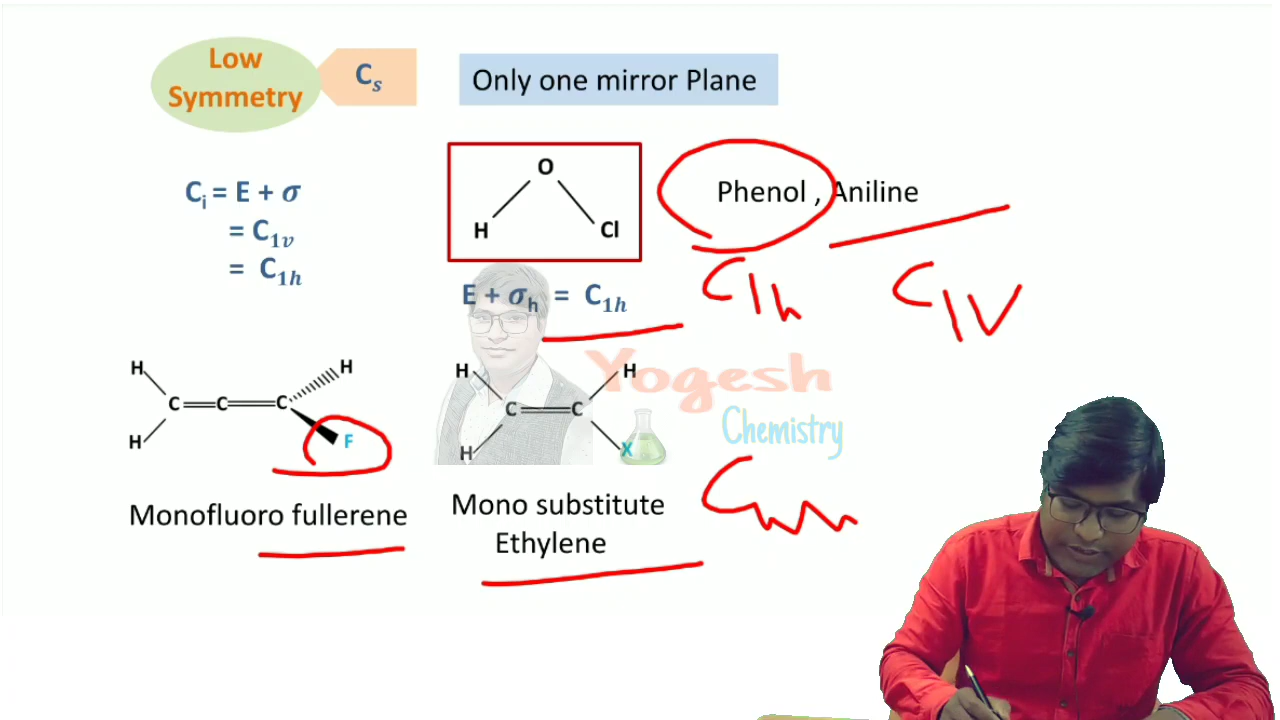 Low
Symmetry
Cₛ
Only one mirror Plane
Cᵢ = E + σ
= C₁ᵥ
= C₁ₕ
O
H Cl
E + σₕ = C₁ₕ
Phenol , Aniline
C1h
C1V
H H
C C C
H F
Monofluoro fullerene
H H
C C
H X
Mono substitute
Ethylene
Yogesh
Chemistry